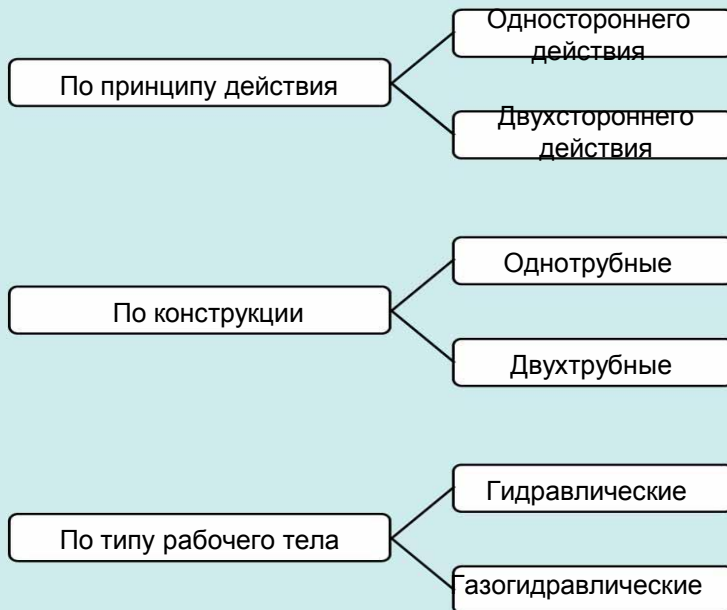 Одностороннего
действия
По принципу действия
Двухстороннего
действия
Однотрубные
По конструкции
Двухтрубные
Гидравлические
По типу рабочего тела
Газогидравлические